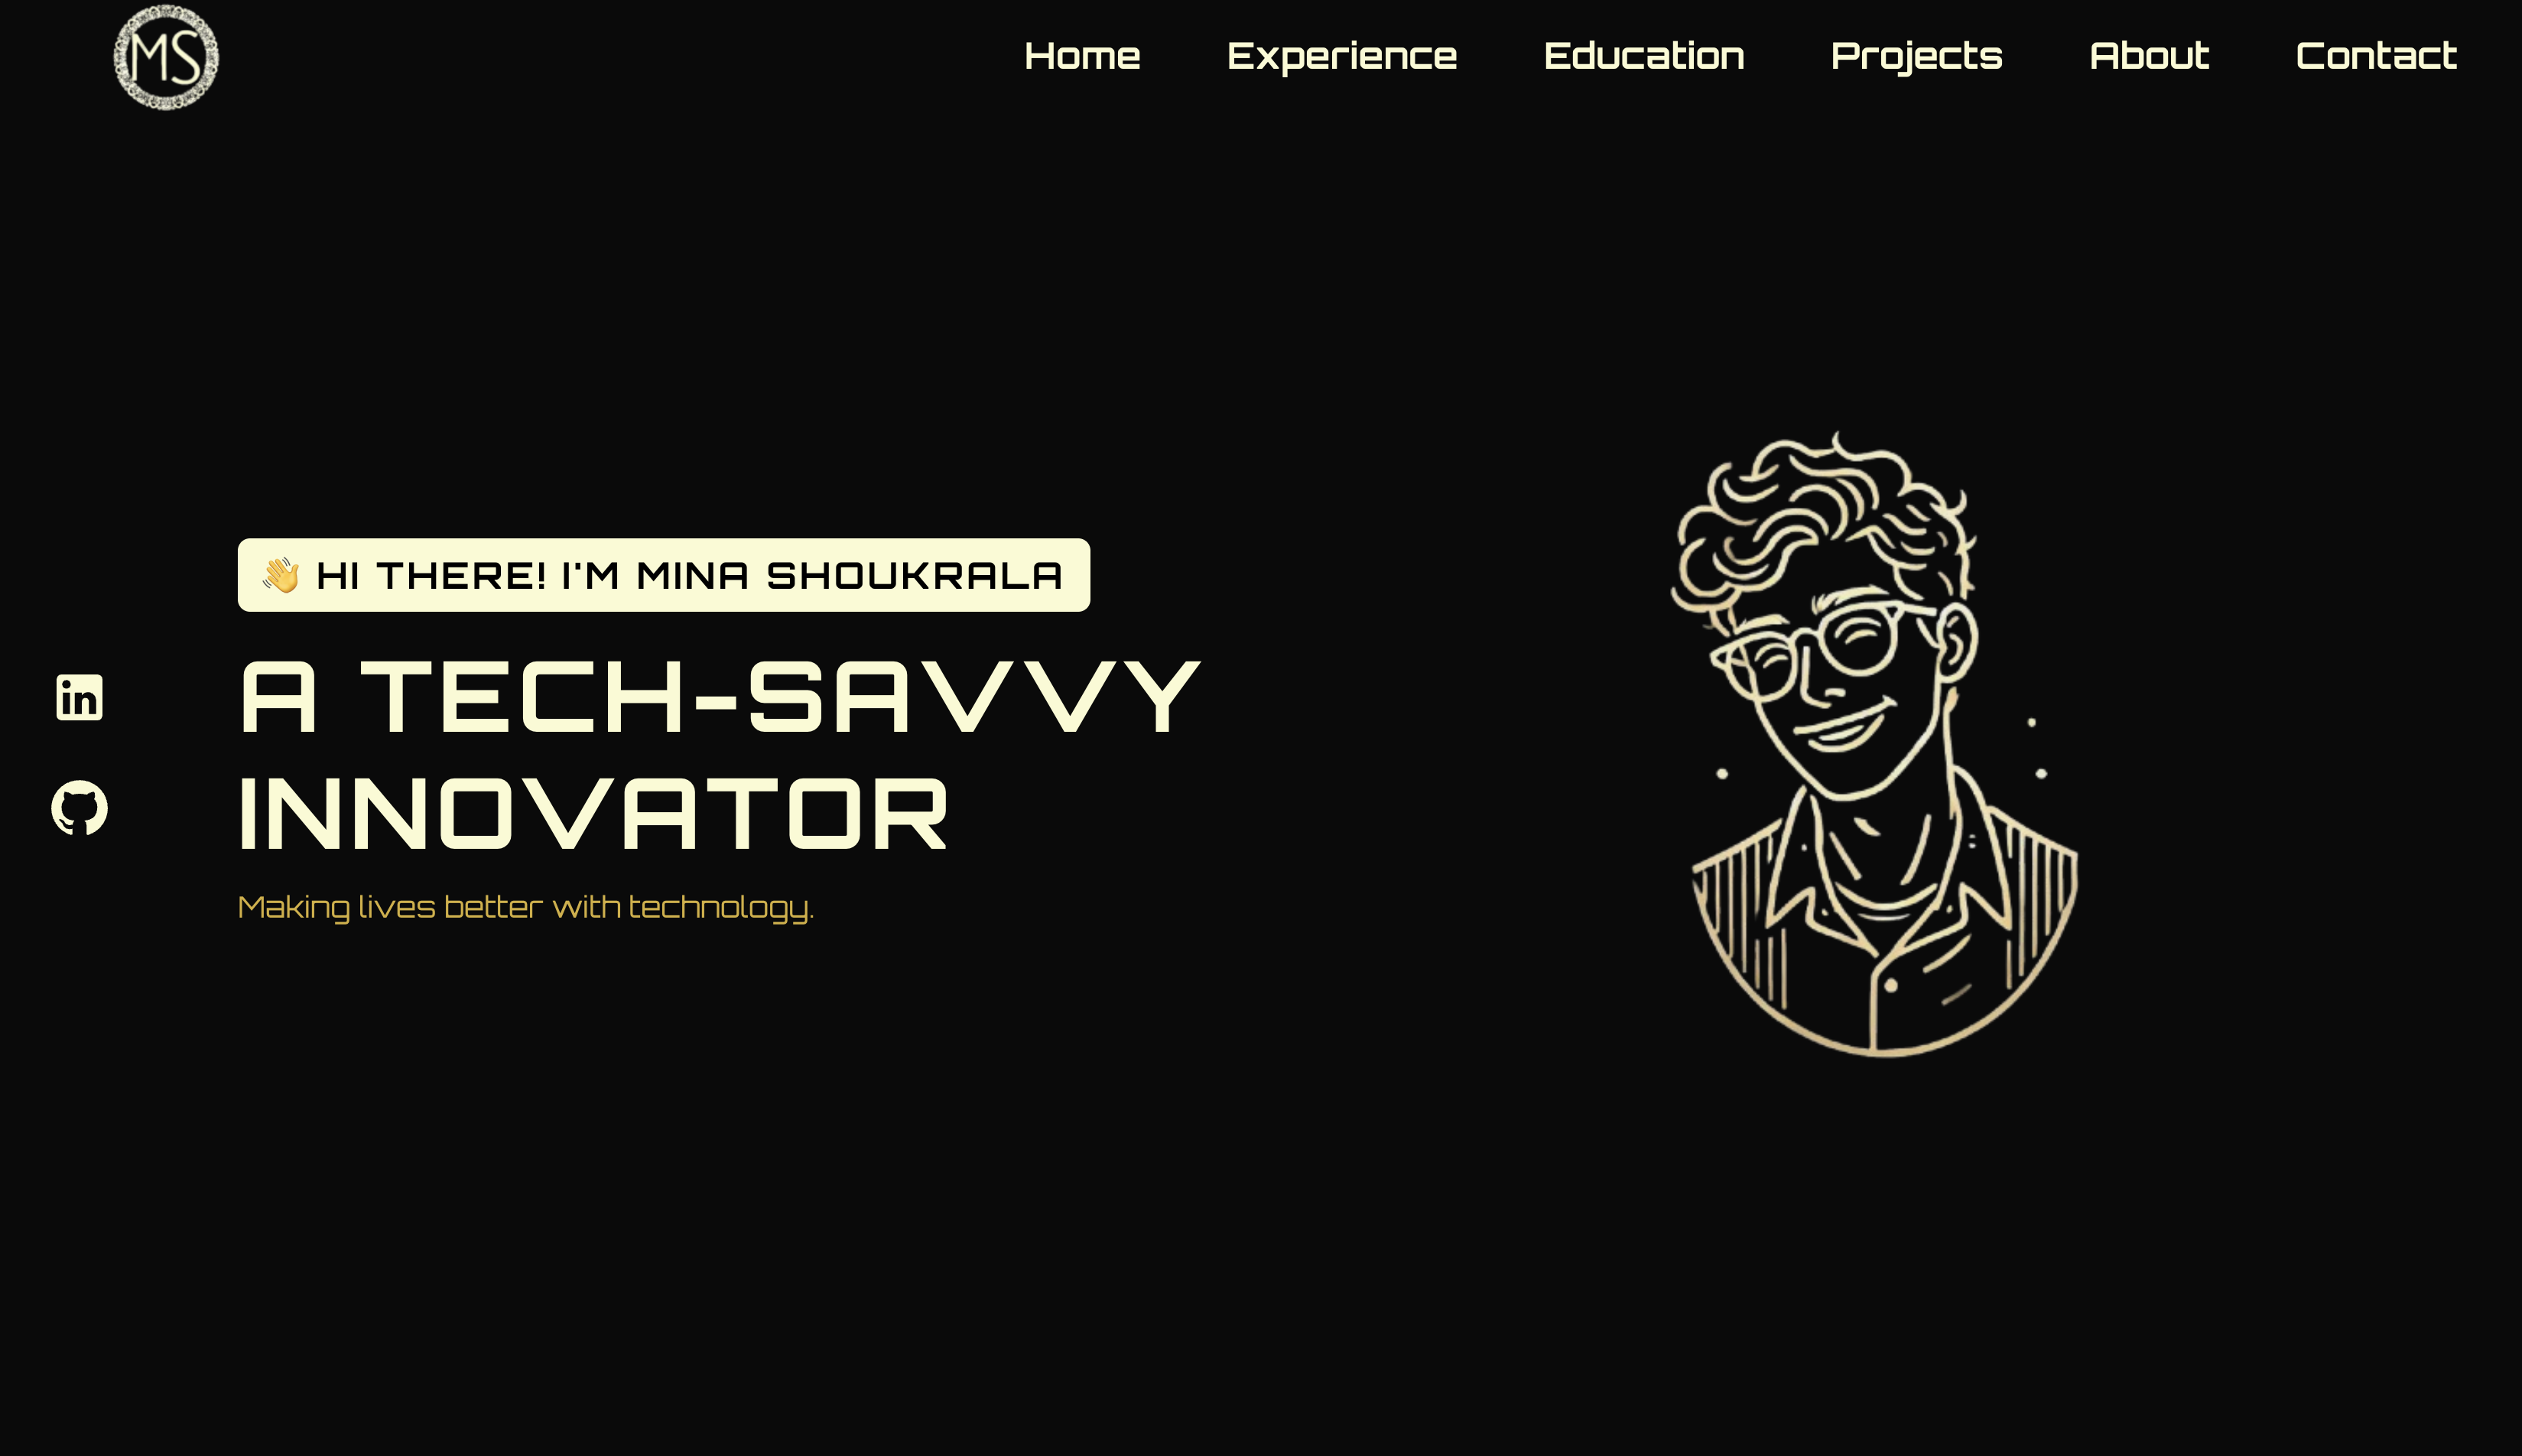 MS
Home Experience Education Projects About Contact
👋 HI THERE! I'M MINA SHOUKRALA
A TECH-SAVVY
INNOVATOR
in
Making lives better with technology.